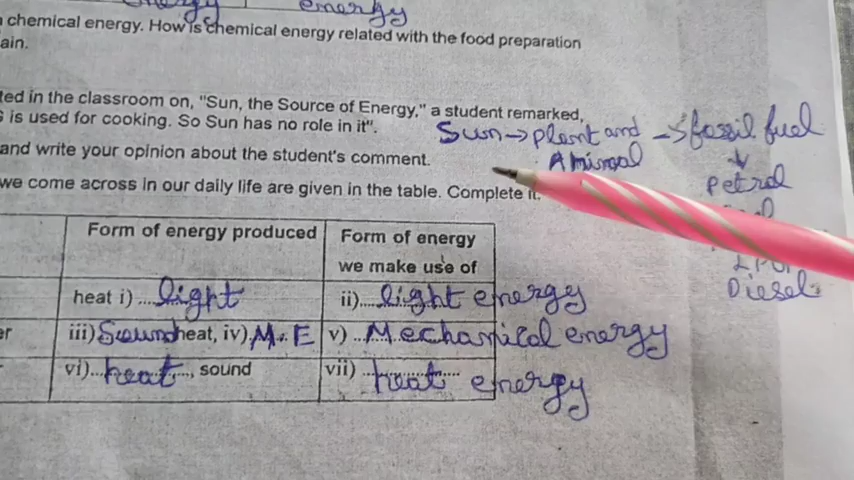 energy energy
chemical energy. How is chemical energy related with the food preparation
ain.
ted in the classroom on, "Sun, the Source of Energy," a student remarked,
is used for cooking. So Sun has no role in it".
Sun → plant and → fossil fuel
Animal
↓
and write your opinion about the student's comment.
Petrol
we come across in our daily life are given in the table. Complete it.
Form of energy produced
Form of energy
we make use of
Diesel
heat i)....light
ii)....light energy
er
iii) Sound heat, iv) M.E
v) ...Mechanical energy
vi)...heat..., sound
vii) ...heat energy